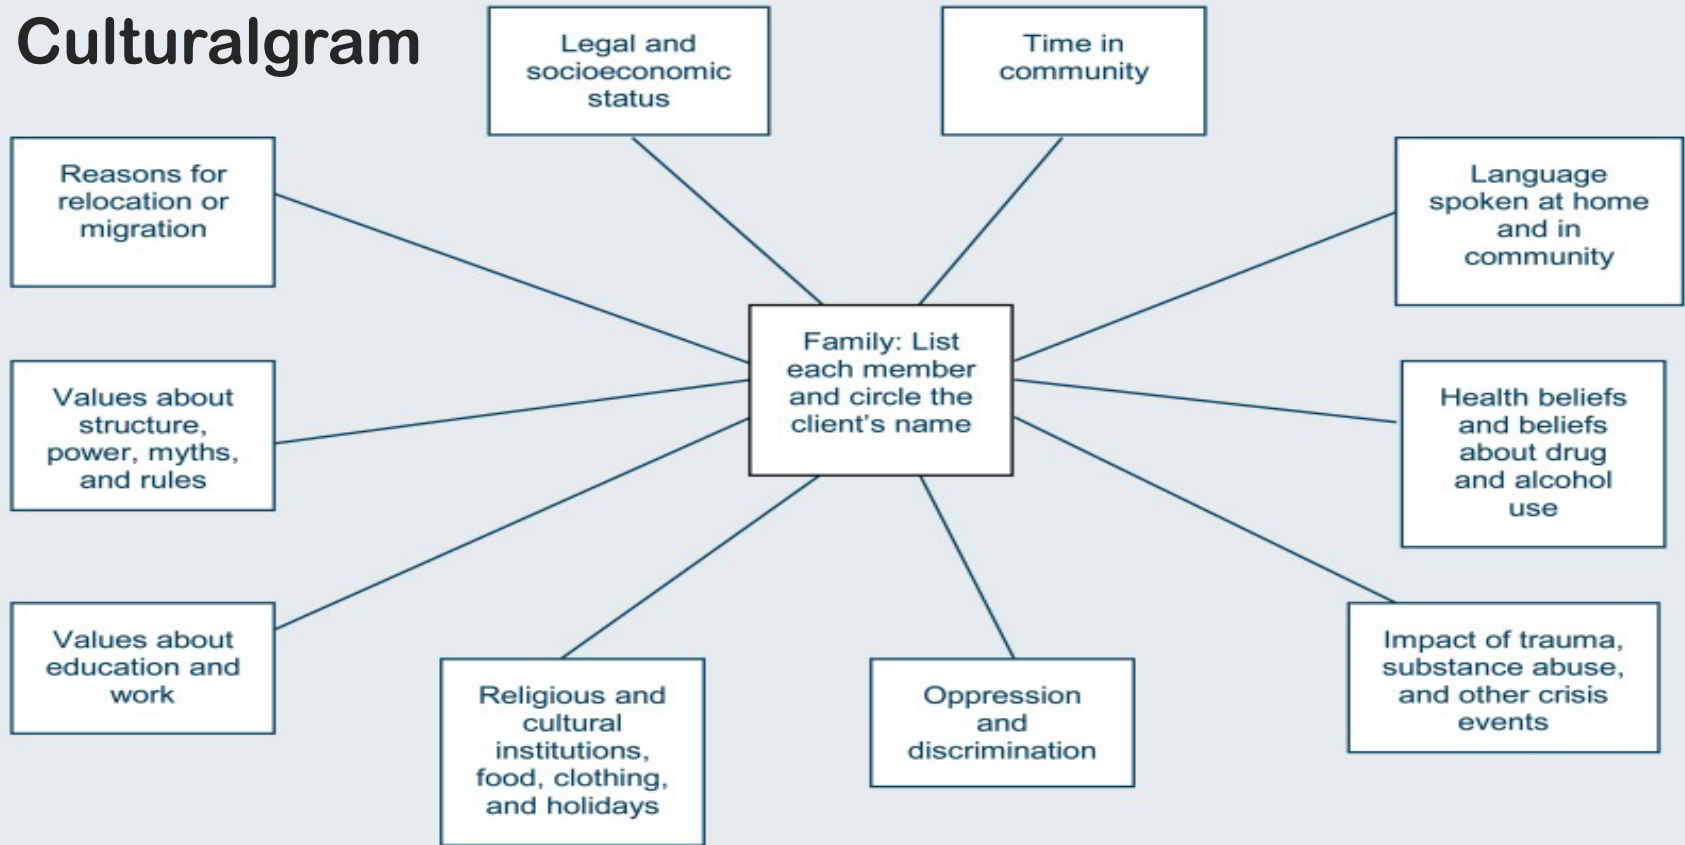 Culturalgram
Legal and
socioeconomic
status
Time in
community
Reasons for
relocation or
migration
Language
spoken at home
and in
community
Family: List
each member
and circle the
client's name
Values about
structure,
power, myths,
and rules
Health beliefs
and beliefs
about drug
and alcohol
use
Values about
education and
work
Religious and
cultural
institutions,
food, clothing,
and holidays
Oppression
and
discrimination
Impact of trauma,
substance abuse,
and other crisis
events